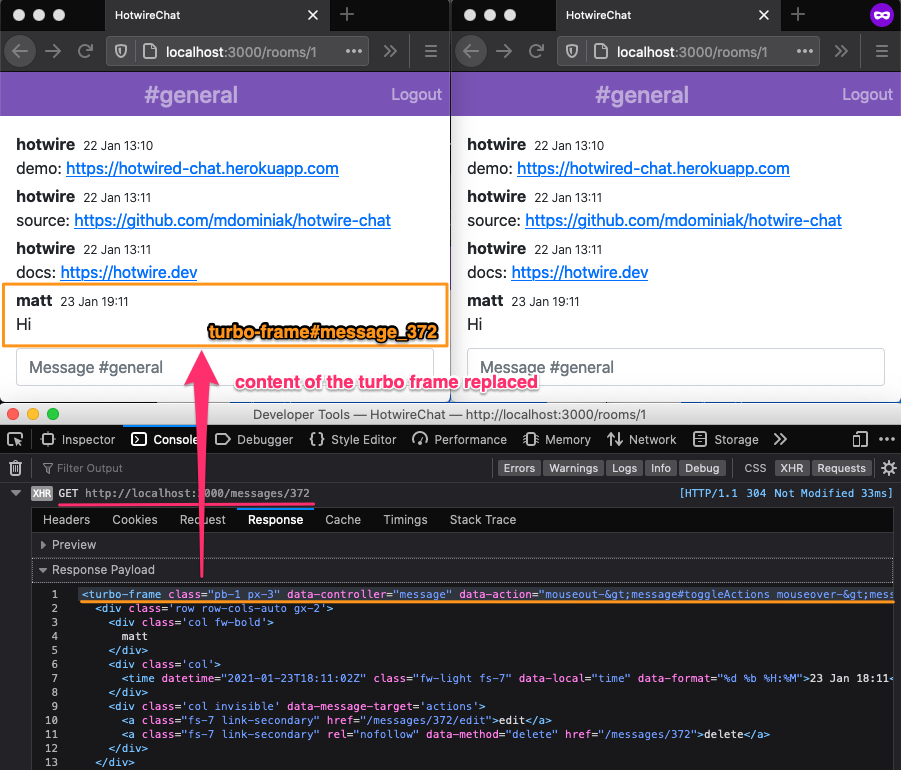 HotwireChat
localhost:3000/rooms/1
#general
Logout
hotwire 22 Jan 13:10
demo: https://hotwired-chat.herokuapp.com
hotwire 22 Jan 13:11
source: https://github.com/mdominiak/hotwire-chat
hotwire 22 Jan 13:11
docs: https://hotwire.dev
matt 23 Jan 19:11
Hi
turbo-frame#message_372
Message #general
HotwireChat
localhost:3000/rooms/1
#general
Logout
hotwire 22 Jan 13:10
demo: https://hotwired-chat.herokuapp.com
hotwire 22 Jan 13:11
source: https://github.com/mdominiak/hotwire-chat
hotwire 22 Jan 13:11
docs: https://hotwire.dev
matt 23 Jan 19:11
Hi
Message #general
content of the turbo frame replaced
Developer Tools — HotwireChat — http://localhost:3000/rooms/1
Inspector Console Debugger Style Editor Performance Memory Network Storage
Filter Output Errors Warnings Logs Info Debug CSS XHR Requests
XHR GET http://localhost:3000/messages/372 [HTTP/1.1 304 Not Modified 33ms]
Headers Cookies Request Response Cache Timings Stack Trace
Preview
Response Payload
1 <turbo-frame class="pb-1 px-3" data-controller="message" data-action="mouseout-&gt;message#toggleActions mouseover-&gt;mess
2 <div class='row row-cols-auto gx-2'>
3 <div class='col fw-bold'>
4 matt
5 </div>
6 <div class='col'>
7 <time datetime="2021-01-23T18:11:02Z" class="fw-light fs-7" data-local="time" data-format="%d %b %H:%M">23 Jan 18:11<
8 </div>
9 <div class='col invisible' data-message-target='actions'>
10 <a class="fs-7 link-secondary" href="/messages/372/edit">edit</a>
11 <a class="fs-7 link-secondary" rel="nofollow" data-method="delete" href="/messages/372">delete</a>
12 </div>
13 </div>